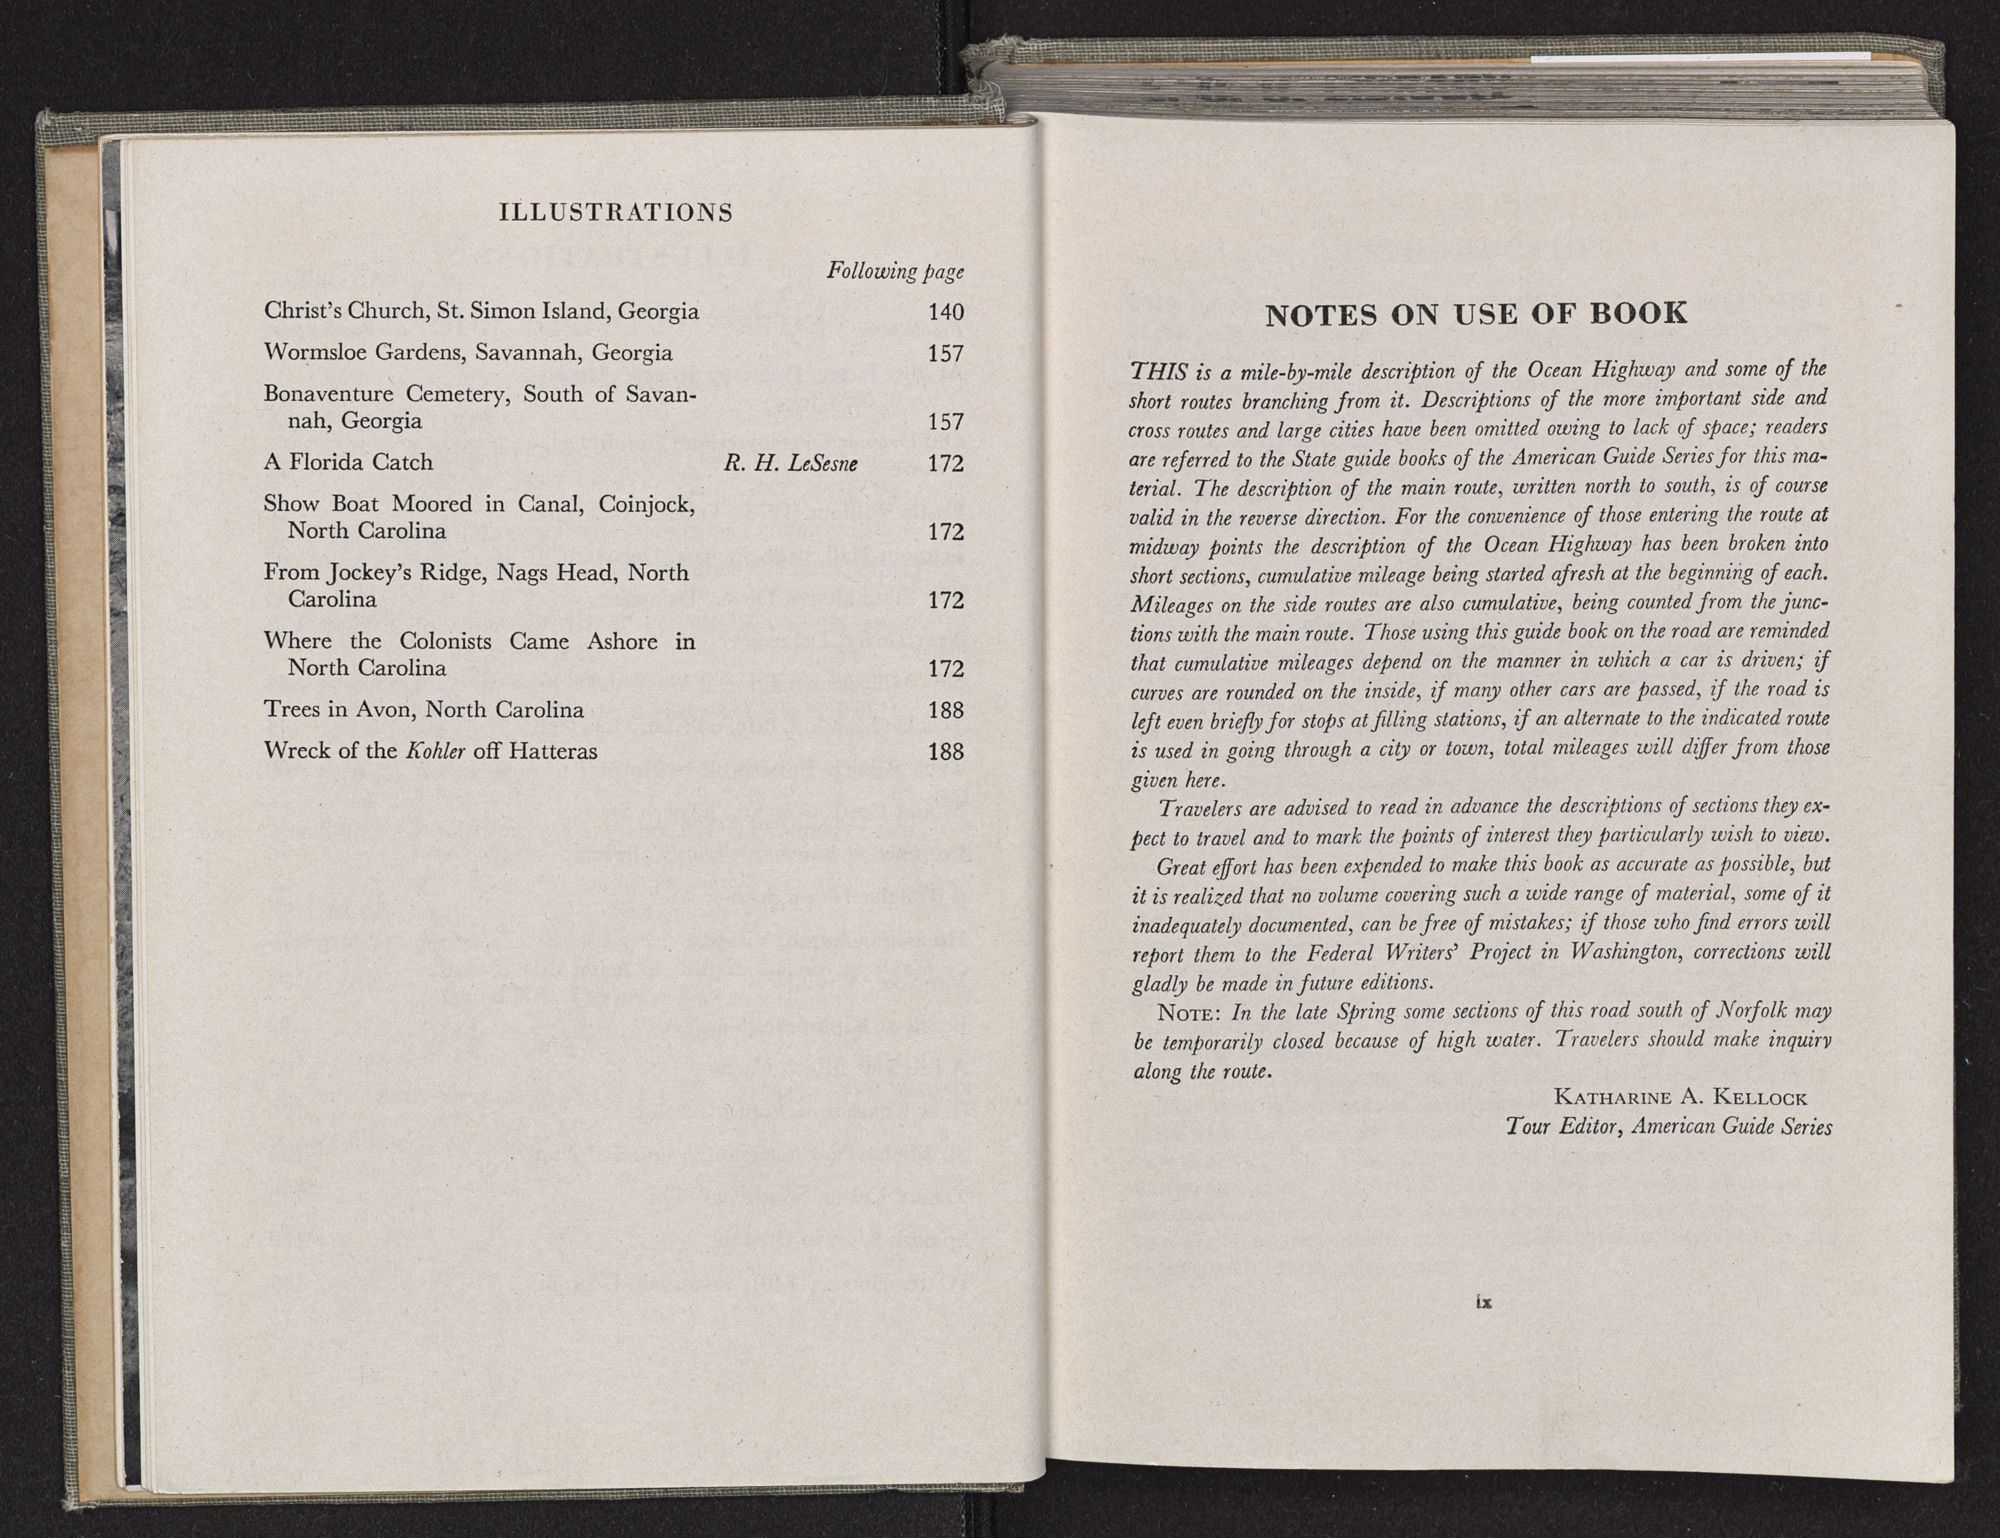 ILLUSTRATIONS
Following page
Christ's Church, St. Simon Island, Georgia 140
Wormsloe Gardens, Savannah, Georgia 157
Bonaventure Cemetery, South of Savan-
nah, Georgia 157
A Florida Catch R. H. LeSesne 172
Show Boat Moored in Canal, Coinjock,
North Carolina 172
From Jockey's Ridge, Nags Head, North
Carolina 172
Where the Colonists Came Ashore in
North Carolina 172
Trees in Avon, North Carolina 188
Wreck of the Kohler off Hatteras 188
NOTES ON USE OF BOOK
THIS is a mile-by-mile description of the Ocean Highway and some of the
short routes branching from it. Descriptions of the more important side and
cross routes and large cities have been omitted owing to lack of space; readers
are referred to the State guide books of the American Guide Series for this ma-
terial. The description of the main route, written north to south, is of course
valid in the reverse direction. For the convenience of those entering the route at
midway points the description of the Ocean Highway has been broken into
short sections, cumulative mileage being started afresh at the beginning of each.
Mileages on the side routes are also cumulative, being counted from the junc-
tions with the main route. Those using this guide book on the road are reminded
that cumulative mileages depend on the manner in which a car is driven; if
curves are rounded on the inside, if many other cars are passed, if the road is
left even briefly for stops at filling stations, if an alternate to the indicated route
is used in going through a city or town, total mileages will differ from those
given here.
Travelers are advised to read in advance the descriptions of sections they ex-
pect to travel and to mark the points of interest they particularly wish to view.
Great effort has been expended to make this book as accurate as possible, but
it is realized that no volume covering such a wide range of material, some of it
inadequately documented, can be free of mistakes; if those who find errors will
report them to the Federal Writers' Project in Washington, corrections will
gladly be made in future editions.
NOTE: In the late Spring some sections of this road south of Norfolk may
be temporarily closed because of high water. Travelers should make inquiry
along the route.
KATHARINE A. KELLOCK
Tour Editor, American Guide Series
ix